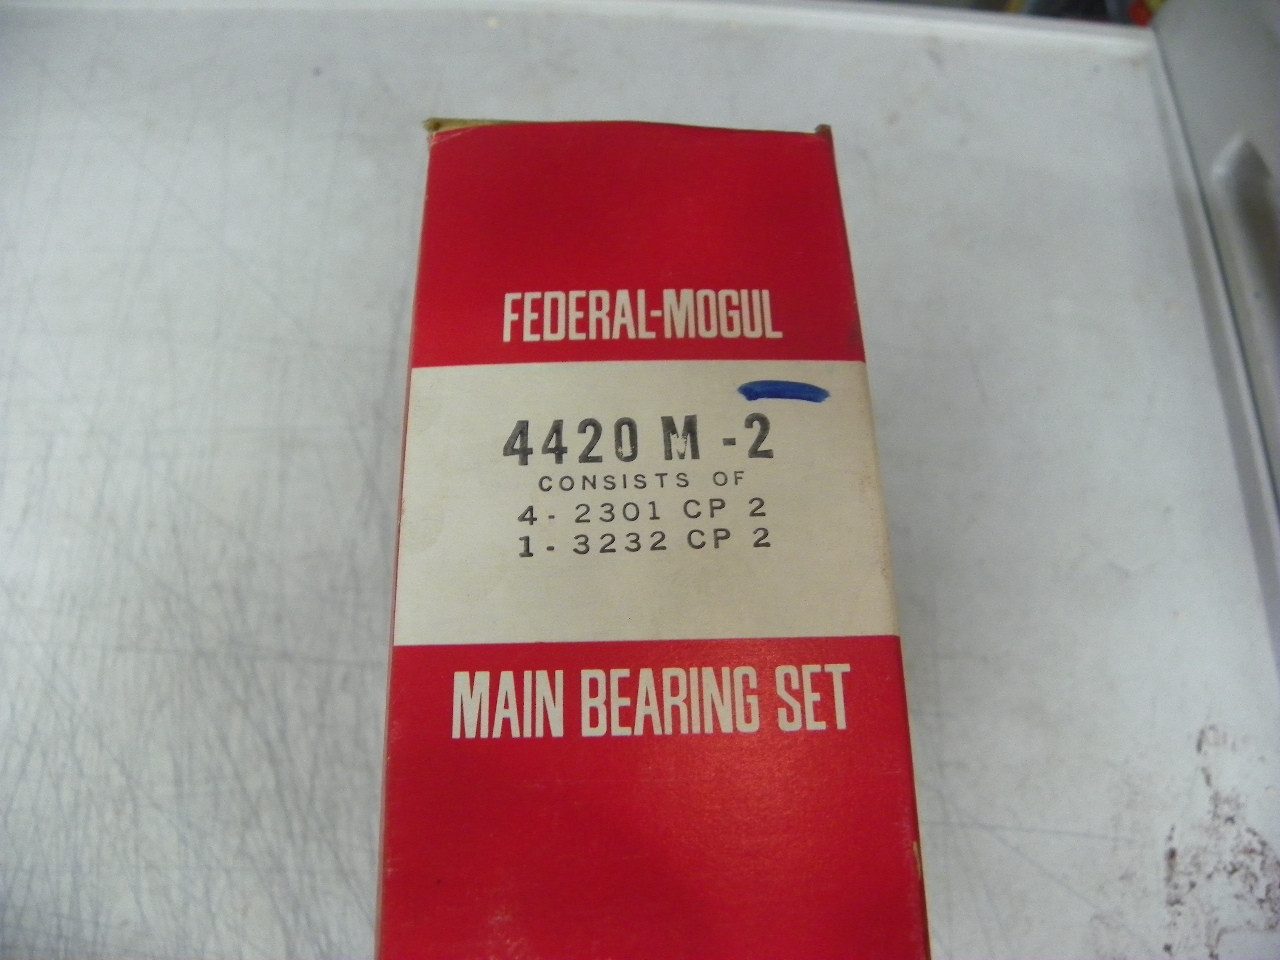 FEDERAL-MOGUL
4420 M -2
CONSISTS OF
4- 2301 CP 2
1- 3232 CP 2
MAIN BEARING SET